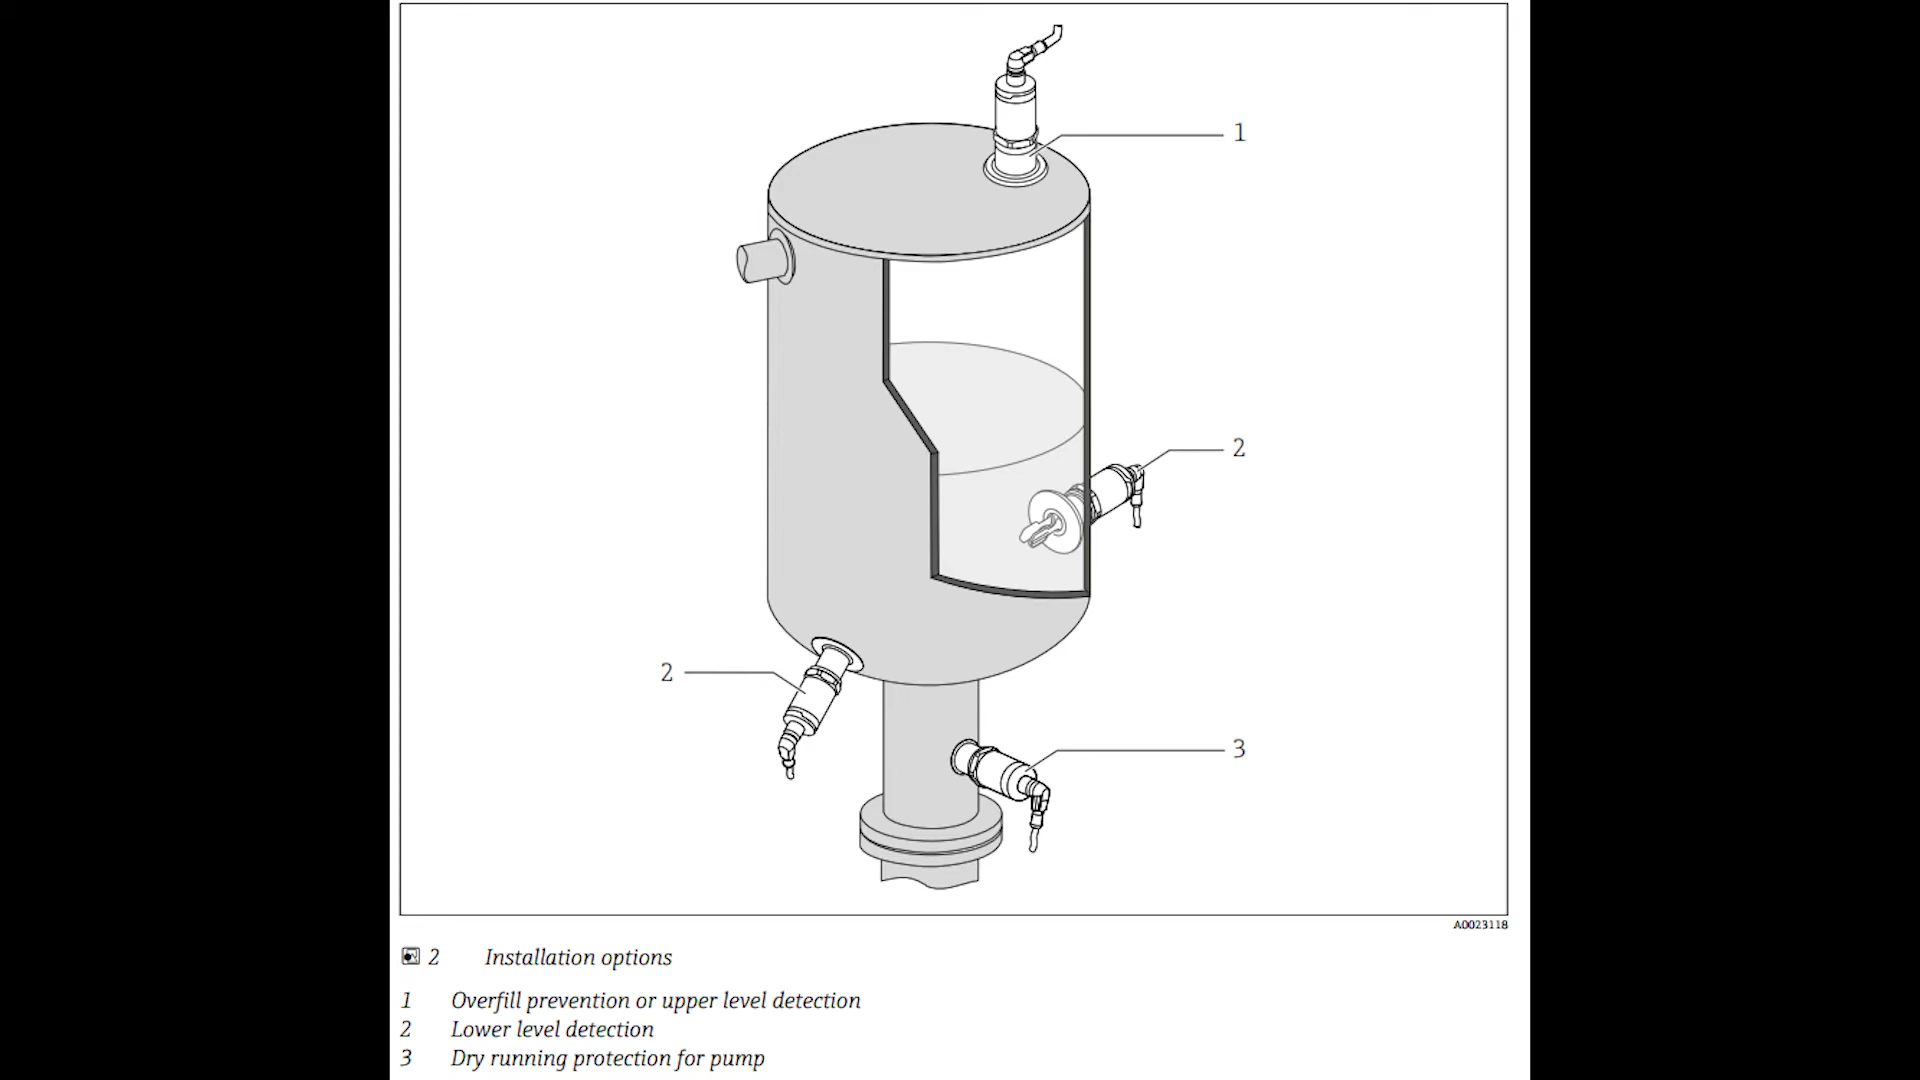 1
2
2
3
A0023118
2 Installation options
1 Overfill prevention or upper level detection
2 Lower level detection
3 Dry running protection for pump